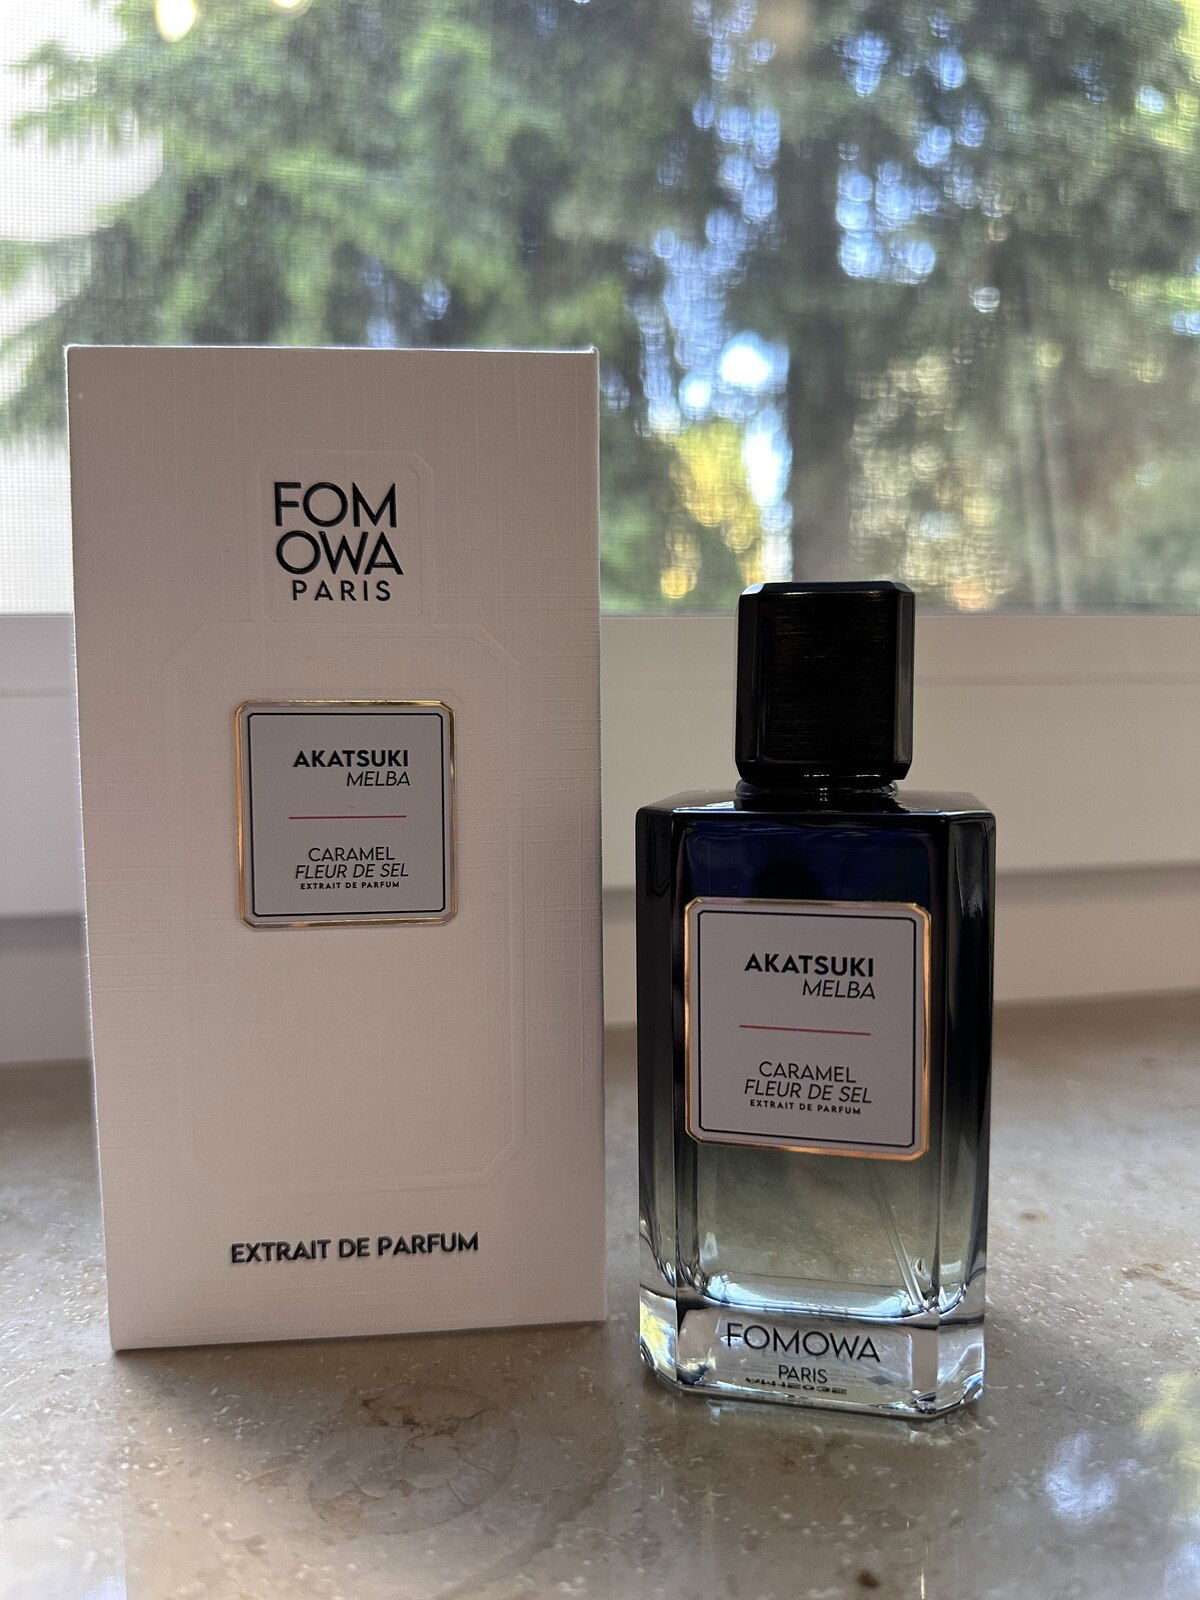 FOM
OWA
PARIS
AKATSUKI
MELBA
CARAMEL
FLEUR DE SEL
EXTRAIT DE PARFUM
EXTRAIT DE PARFUM
AKATSUKI
MELBA
CARAMEL
FLEUR DE SEL
EXTRAIT DE PARFUM
FOMOWA
PARIS